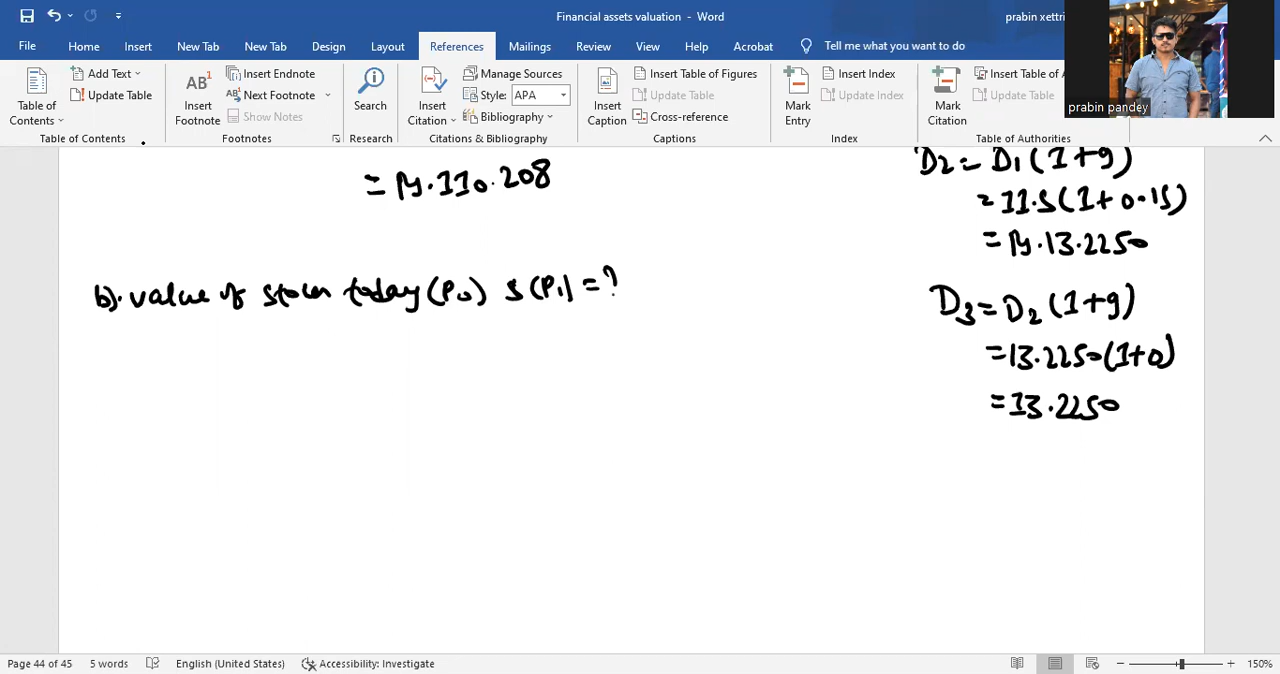 Financial assets valuation - Word
prabin xettri
File Home Insert New Tab New Tab Design Layout References Mailings Review View Help Acrobat Tell me what you want to do
Table of Contents
Add Text
Update Table
Table of Contents
AB¹
Insert Footnote
Insert Endnote
Next Footnote
Show Notes
Footnotes
Search
Research
Insert Citation
Manage Sources
Style: APA
Bibliography
Citations & Bibliography
Insert Caption
Insert Table of Figures
Update Table
Cross-reference
Captions
Mark Entry
Insert Index
Update Index
Index
Mark Citation
Insert Table of A
Update Table
Table of Authorities
prabin pandey
= 110.208
b). value of stock today (P0) & (P1) = ?
D2 = D1 (1+g)
= 11.5 (1+0.15)
= 13.2250
D3 = D2 (1+g)
= 13.2250 (1+0)
= 13.2250
Page 44 of 45 5 words English (United States) Accessibility: Investigate 150%